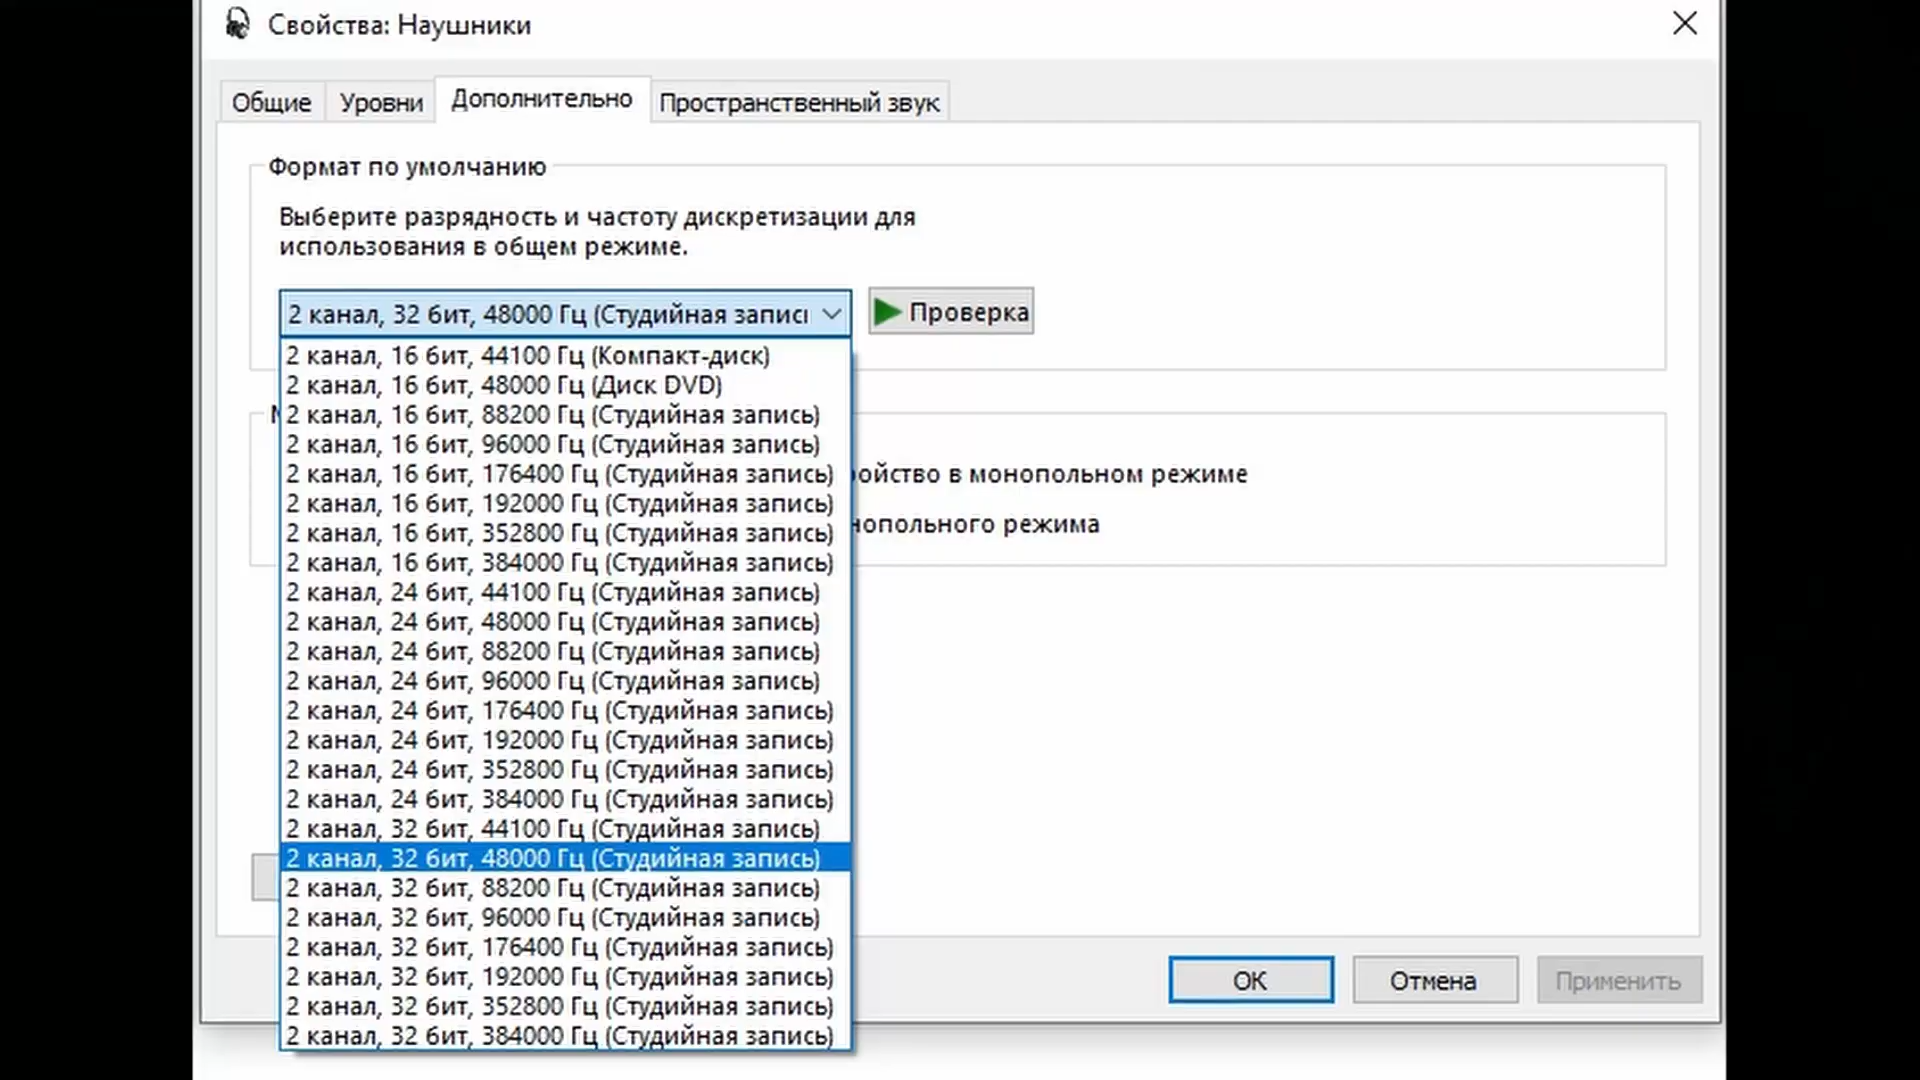 Свойства: Наушники
Общие
Уровни
Дополнительно
Пространственный звук
Формат по умолчанию
Выберите разрядность и частоту дискретизации для
использования в общем режиме.
2 канал, 32 бит, 48000 Гц (Студийная запись
Проверка
2 канал, 16 бит, 44100 Гц (Компакт-диск)
2 канал, 16 бит, 48000 Гц (Диск DVD)
2 канал, 16 бит, 88200 Гц (Студийная запись)
2 канал, 16 бит, 96000 Гц (Студийная запись)
2 канал, 16 бит, 176400 Гц (Студийная запись)
2 канал, 16 бит, 192000 Гц (Студийная запись)
2 канал, 16 бит, 352800 Гц (Студийная запись)
2 канал, 16 бит, 384000 Гц (Студийная запись)
2 канал, 24 бит, 44100 Гц (Студийная запись)
2 канал, 24 бит, 48000 Гц (Студийная запись)
2 канал, 24 бит, 88200 Гц (Студийная запись)
2 канал, 24 бит, 96000 Гц (Студийная запись)
2 канал, 24 бит, 176400 Гц (Студийная запись)
2 канал, 24 бит, 192000 Гц (Студийная запись)
2 канал, 24 бит, 352800 Гц (Студийная запись)
2 канал, 24 бит, 384000 Гц (Студийная запись)
2 канал, 32 бит, 44100 Гц (Студийная запись)
2 канал, 32 бит, 48000 Гц (Студийная запись)
2 канал, 32 бит, 88200 Гц (Студийная запись)
2 канал, 32 бит, 96000 Гц (Студийная запись)
2 канал, 32 бит, 176400 Гц (Студийная запись)
2 канал, 32 бит, 192000 Гц (Студийная запись)
2 канал, 32 бит, 352800 Гц (Студийная запись)
2 канал, 32 бит, 384000 Гц (Студийная запись)
ройство в монопольном режиме
нопольного режима
ОК
Отмена
Применить